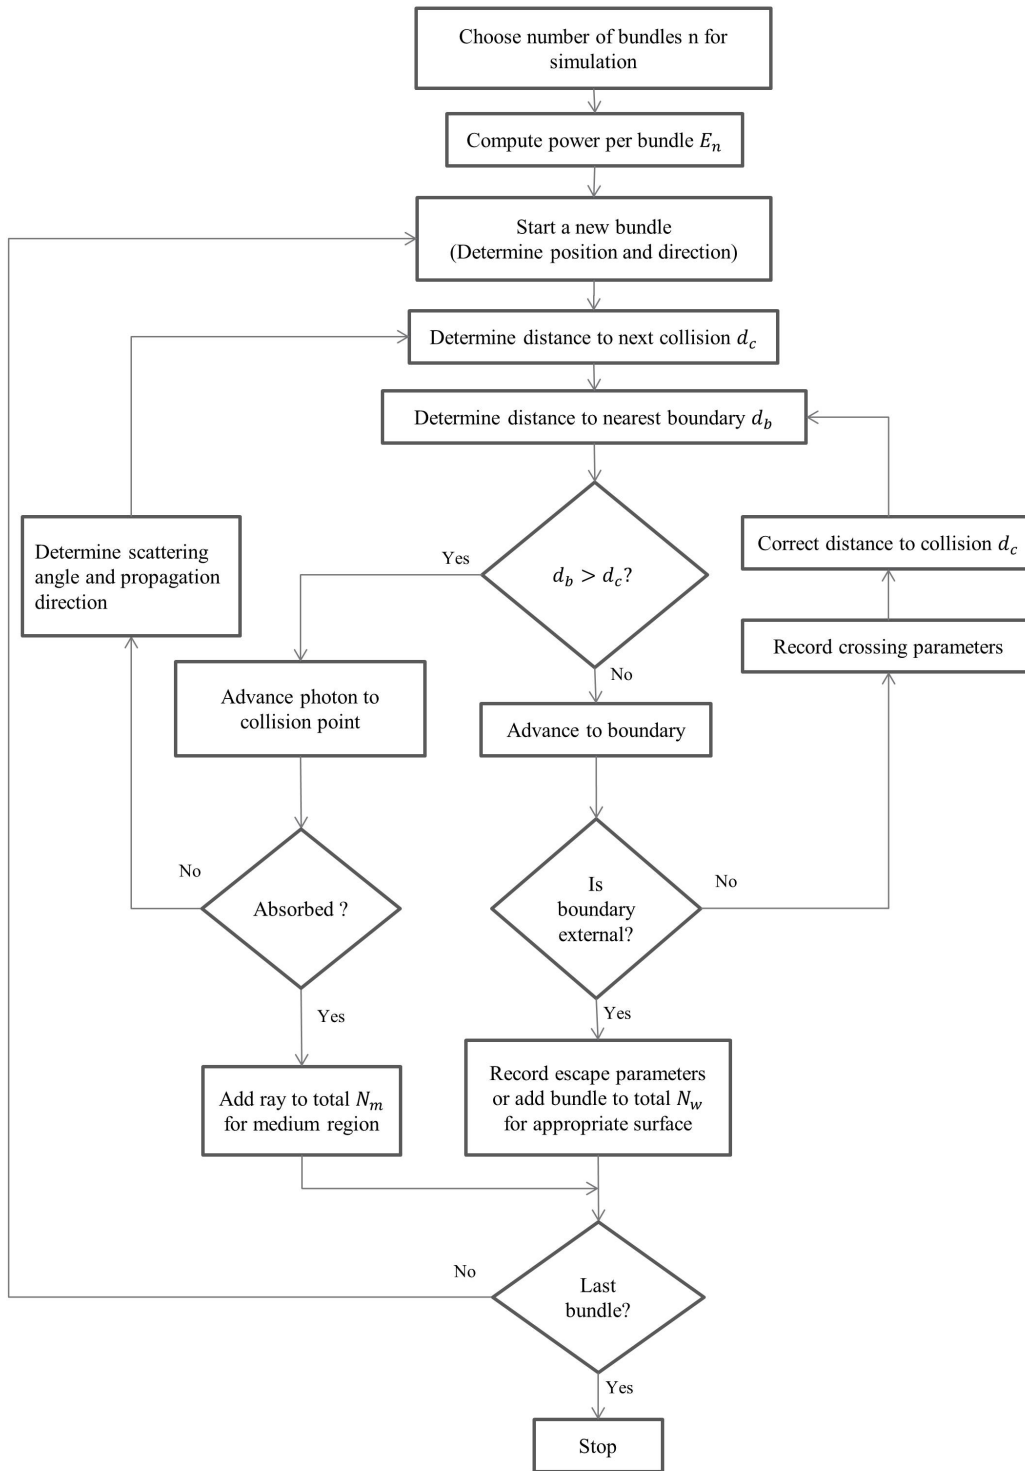 Choose number of bundles n for
simulation
Compute power per bundle Eₙ
Start a new bundle
(Determine position and direction)
Determine distance to next collision d_c
Determine distance to nearest boundary d_b
Determine scattering
angle and propagation
direction
Yes
d_b > d_c?
Correct distance to collision d_c
Record crossing parameters
No
Advance photon to
collision point
Advance to boundary
No
Absorbed ?
Is
boundary
external?
No
Yes
Yes
Add ray to total N_m
for medium region
Record escape parameters
or add bundle to total N_w
for appropriate surface
No
Last
bundle?
Yes
Stop